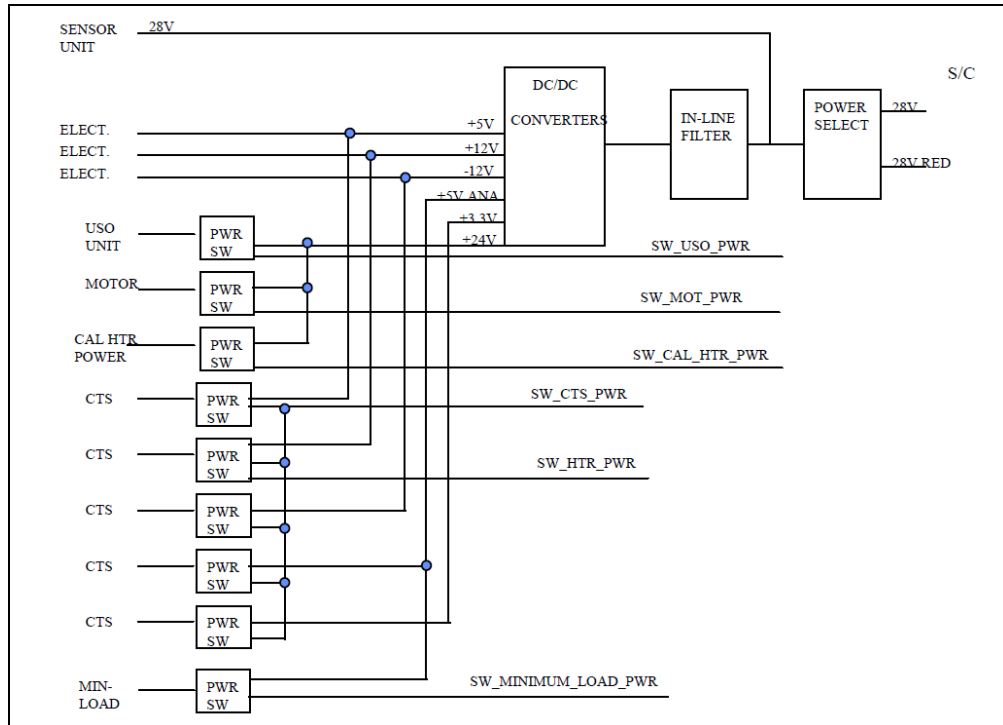 SENSOR UNIT
28V
S/C
DC/DC CONVERTERS
IN-LINE FILTER
POWER SELECT
28V
28V RED
ELECT.
+5V
ELECT.
+12V
ELECT.
-12V
+5V ANA
+3.3V
+24V
USO UNIT
PWR SW
SW_USO_PWR
MOTOR
PWR SW
SW_MOT_PWR
CAL HTR POWER
PWR SW
SW_CAL_HTR_PWR
CTS
PWR SW
SW_CTS_PWR
CTS
PWR SW
SW_HTR_PWR
CTS
PWR SW
CTS
PWR SW
CTS
PWR SW
MIN-LOAD
PWR SW
SW_MINIMUM_LOAD_PWR